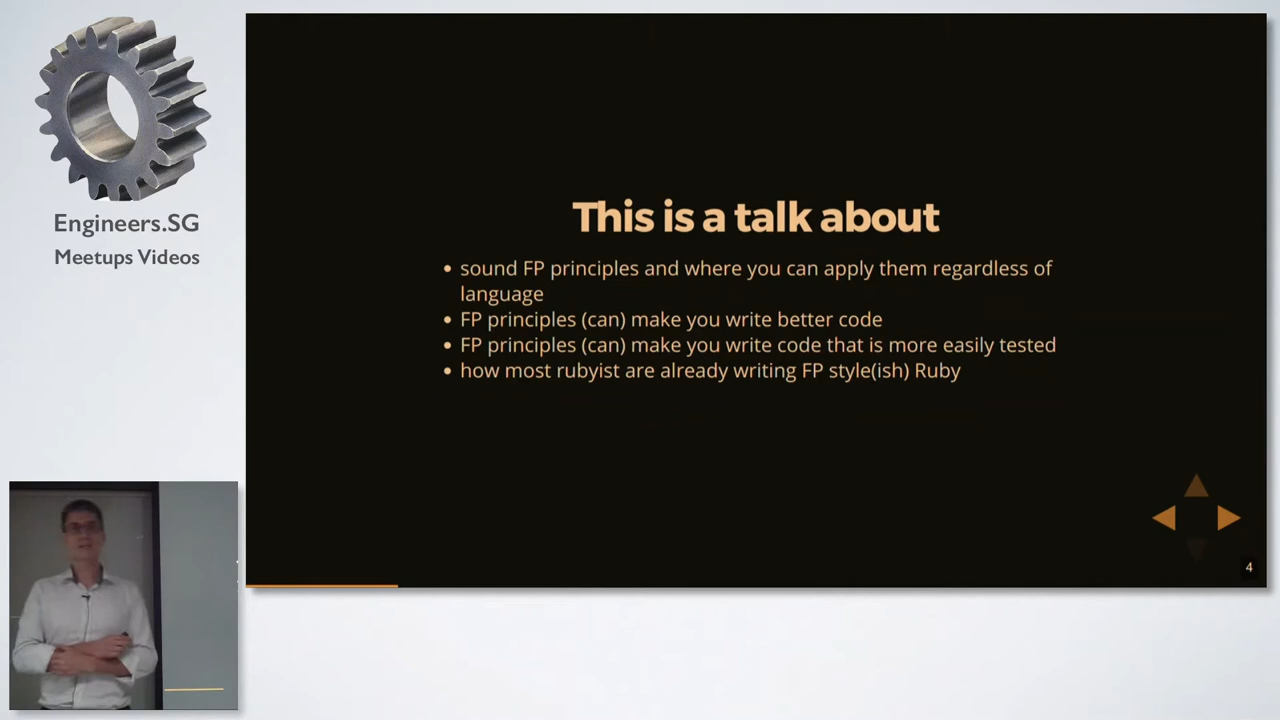 Engineers.SG
Meetups Videos
This is a talk about
• sound FP principles and where you can apply them regardless of
language
• FP principles (can) make you write better code
• FP principles (can) make you write code that is more easily tested
• how most rubyist are already writing FP style(ish) Ruby
4